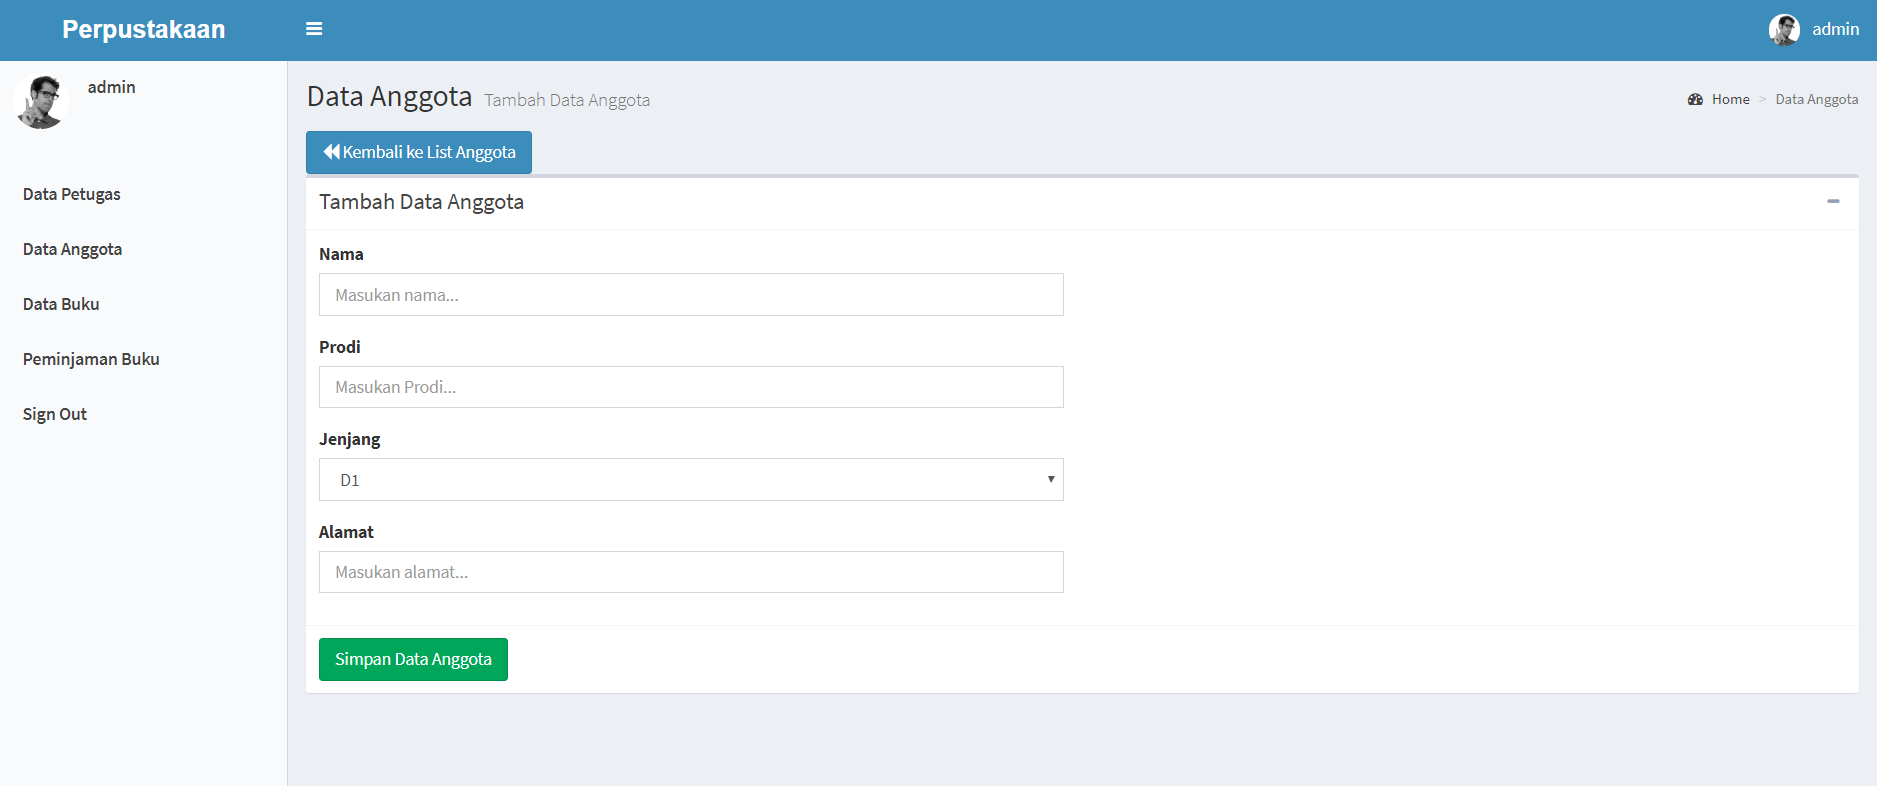 Perpustakaan
admin
admin
Data Petugas
Data Anggota
Data Buku
Peminjaman Buku
Sign Out
Data Anggota Tambah Data Anggota
Home > Data Anggota
Kembali ke List Anggota
Tambah Data Anggota
Nama
Masukan nama...
Prodi
Masukan Prodi...
Jenjang
D1
Alamat
Masukan alamat...
Simpan Data Anggota